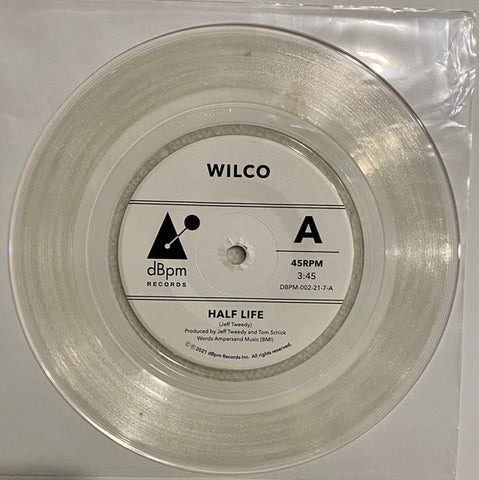 WILCO
dBpm
RECORDS
A
45RPM
3:45
DBPM-002-21-7-A
HALF LIFE
(Jeff Tweedy)
Produced by Jeff Tweedy and Tom Schick
Words Ampersand Music (BMI)
©℗2021 dBpm Records Inc. All rights reserved.